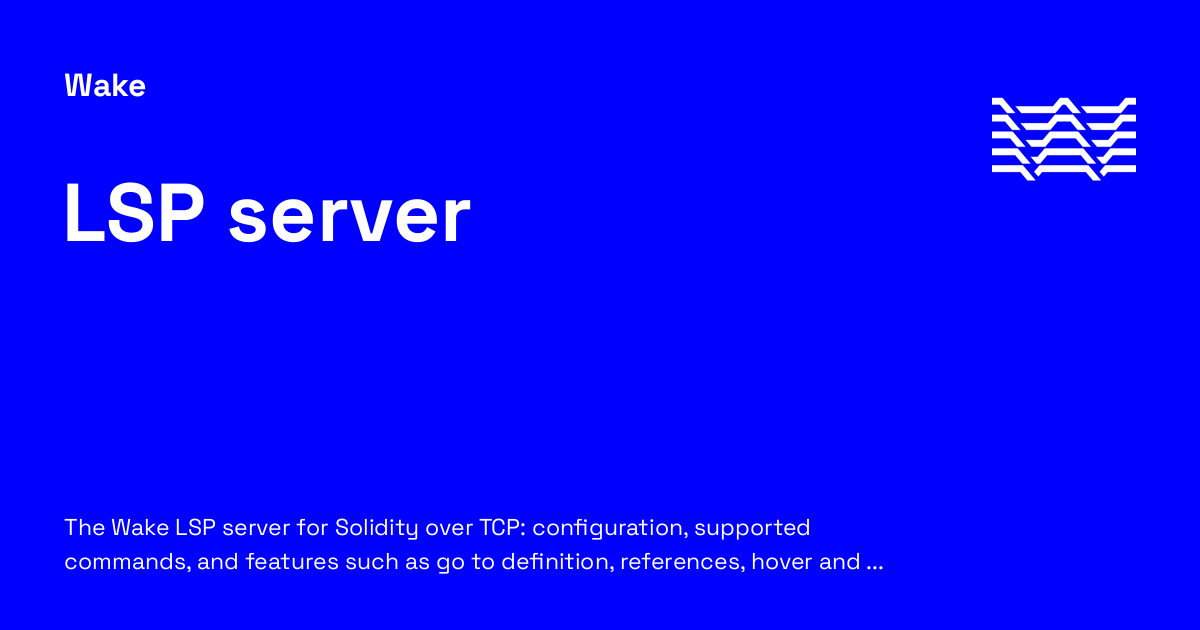 Wake
LSP server
The Wake LSP server for Solidity over TCP: configuration, supported
commands, and features such as go to definition, references, hover and ...